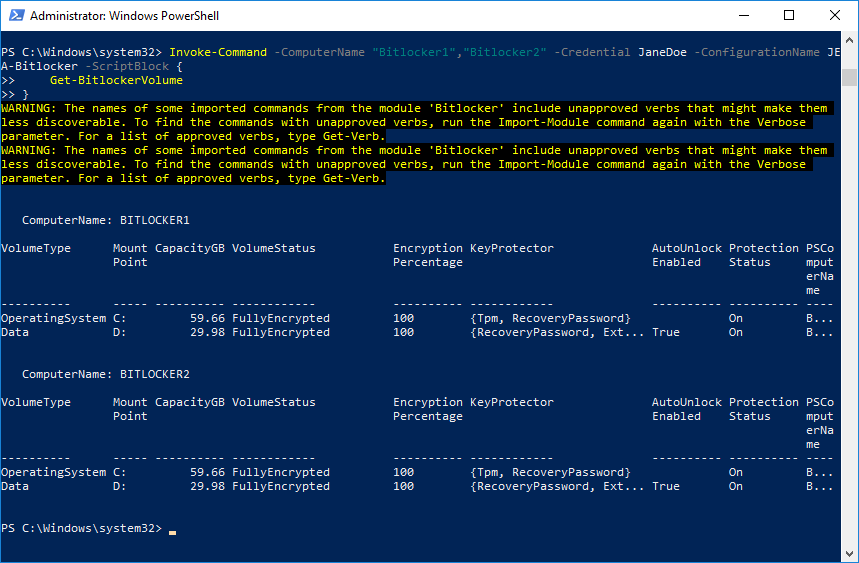 Administrator: Windows PowerShell
PS C:\Windows\system32> Invoke-Command -ComputerName "Bitlocker1","Bitlocker2" -Credential JaneDoe -ConfigurationName JE
A-Bitlocker -ScriptBlock {
>>     Get-BitlockerVolume
>> }
WARNING: The names of some imported commands from the module 'Bitlocker' include unapproved verbs that might make them
less discoverable. To find the commands with unapproved verbs, run the Import-Module command again with the Verbose
parameter. For a list of approved verbs, type Get-Verb.
WARNING: The names of some imported commands from the module 'Bitlocker' include unapproved verbs that might make them
less discoverable. To find the commands with unapproved verbs, run the Import-Module command again with the Verbose
parameter. For a list of approved verbs, type Get-Verb.
   ComputerName: BITLOCKER1
VolumeType      Mount CapacityGB VolumeStatus           Encryption KeyProtector              AutoUnlock Protection PSCo
                Point                                   Percentage                           Enabled    Status     mput
                                                                                                                   erNa
                                                                                                                   me
----------      ----- ---------- ------------           ---------- ------------              ---------- ---------- ----
OperatingSystem C:         59.66 FullyEncrypted         100        {Tpm, RecoveryPassword}              On         B...
Data            D:         29.98 FullyEncrypted         100        {RecoveryPassword, Ext... True       On         B...
   ComputerName: BITLOCKER2
VolumeType      Mount CapacityGB VolumeStatus           Encryption KeyProtector              AutoUnlock Protection PSCo
                Point                                   Percentage                           Enabled    Status     mput
                                                                                                                   erNa
                                                                                                                   me
----------      ----- ---------- ------------           ---------- ------------              ---------- ---------- ----
OperatingSystem C:         59.66 FullyEncrypted         100        {Tpm, RecoveryPassword}              On         B...
Data            D:         29.98 FullyEncrypted         100        {RecoveryPassword, Ext... True       On         B...
PS C:\Windows\system32>